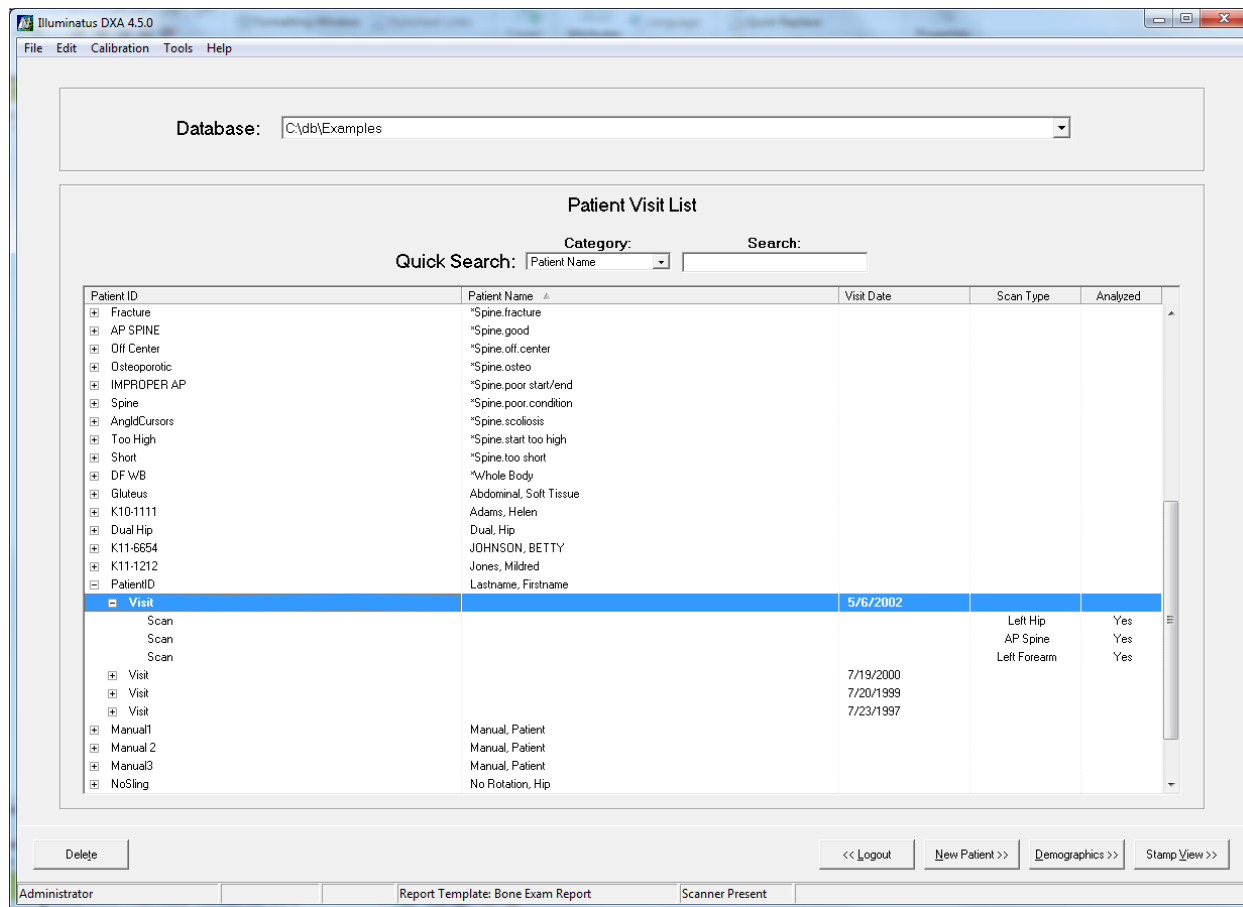 Illuminatus DXA 4.5.0
File Edit Calibration Tools Help
Database: C:\db\Examples
Patient Visit List
Category: Search:
Quick Search: Patient Name
Patient ID Patient Name Visit Date Scan Type Analyzed
Fracture *Spine.fracture
AP SPINE *Spine.good
Off Center *Spine.off.center
Osteoporotic *Spine.osteo
IMPROPER AP *Spine.poor start/end
Spine *Spine.poor.condition
AngldCursors *Spine.scoliosis
Too High *Spine.start too high
Short *Spine.too short
DF WB *Whole Body
Gluteus Abdominal, Soft Tissue
K10-1111 Adams, Helen
Dual Hip Dual, Hip
K11-6654 JOHNSON, BETTY
K11-1212 Jones, Mildred
PatientID Lastname, Firstname
Visit 5/6/2002
Scan Left Hip Yes
Scan AP Spine Yes
Scan Left Forearm Yes
Visit 7/19/2000
Visit 7/20/1999
Visit 7/23/1997
Manual1 Manual, Patient
Manual 2 Manual, Patient
Manual3 Manual, Patient
NoSling No Rotation, Hip
Delete << Logout New Patient >> Demographics >> Stamp View >>
Administrator Report Template: Bone Exam Report Scanner Present